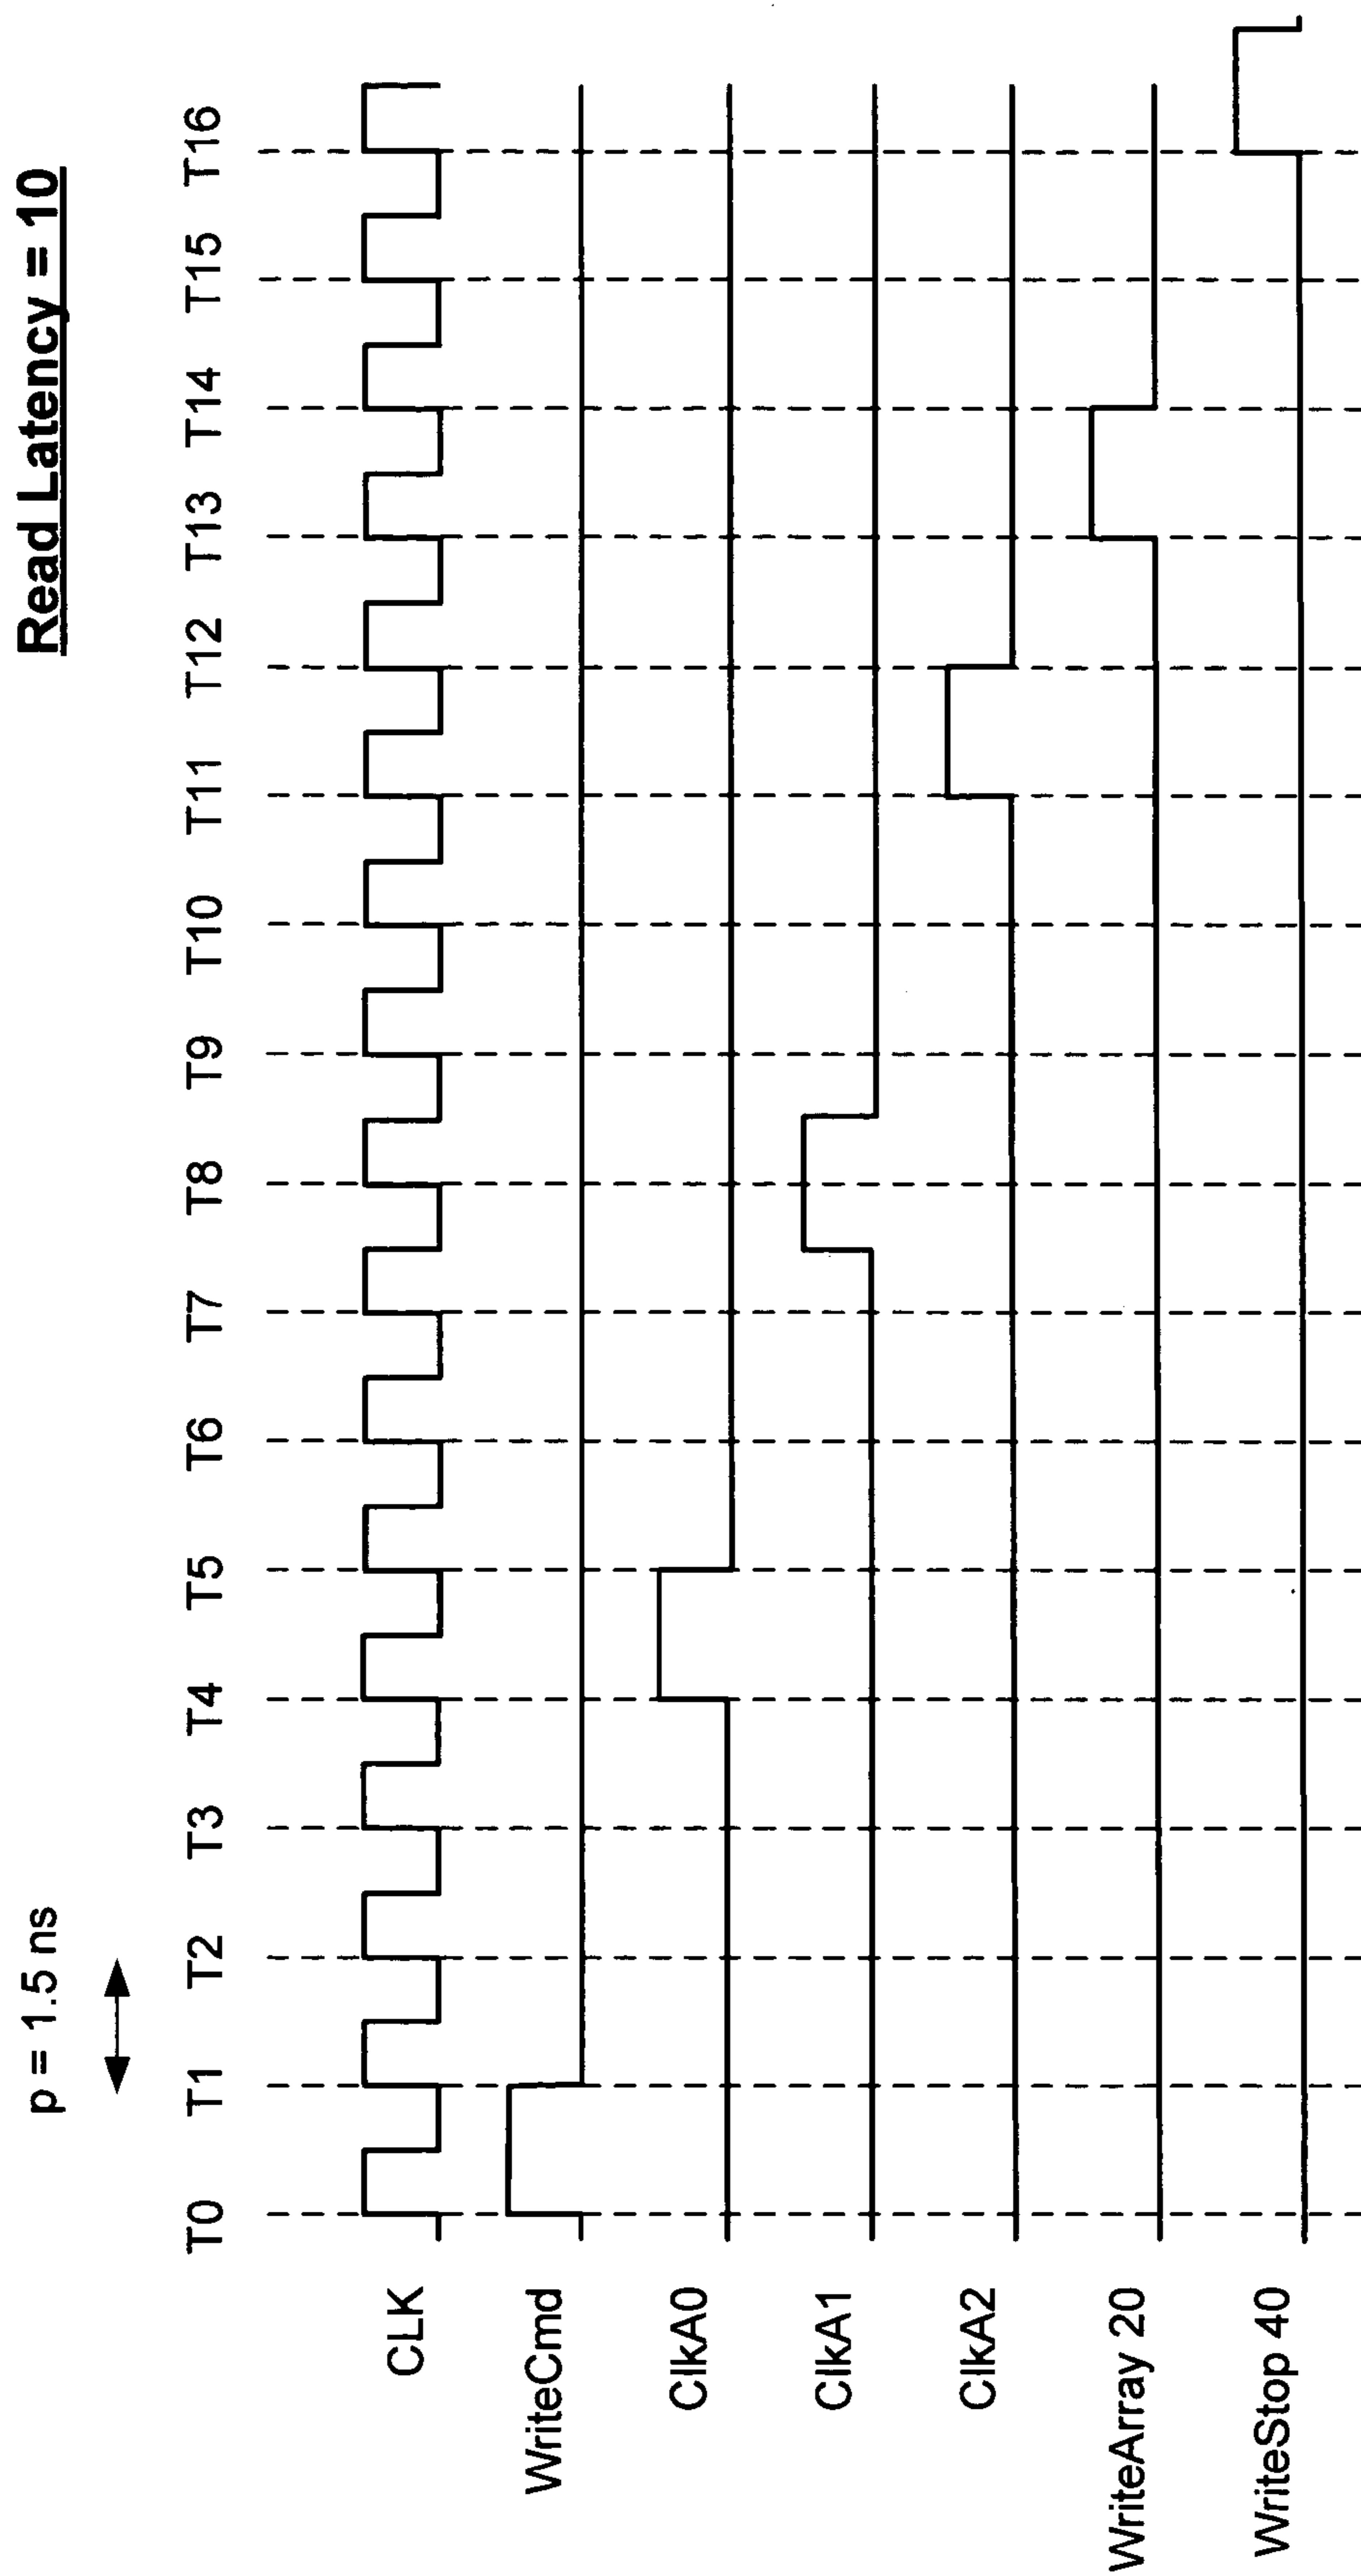 Read Latency = 10
p = 1.5 ns
T0 T1 T2 T3 T4 T5 T6 T7 T8 T9 T10 T11 T12 T13 T14 T15 T16
CLK
WriteCmd
ClkA0
ClkA1
ClkA2
WriteArray 20
WriteStop 40